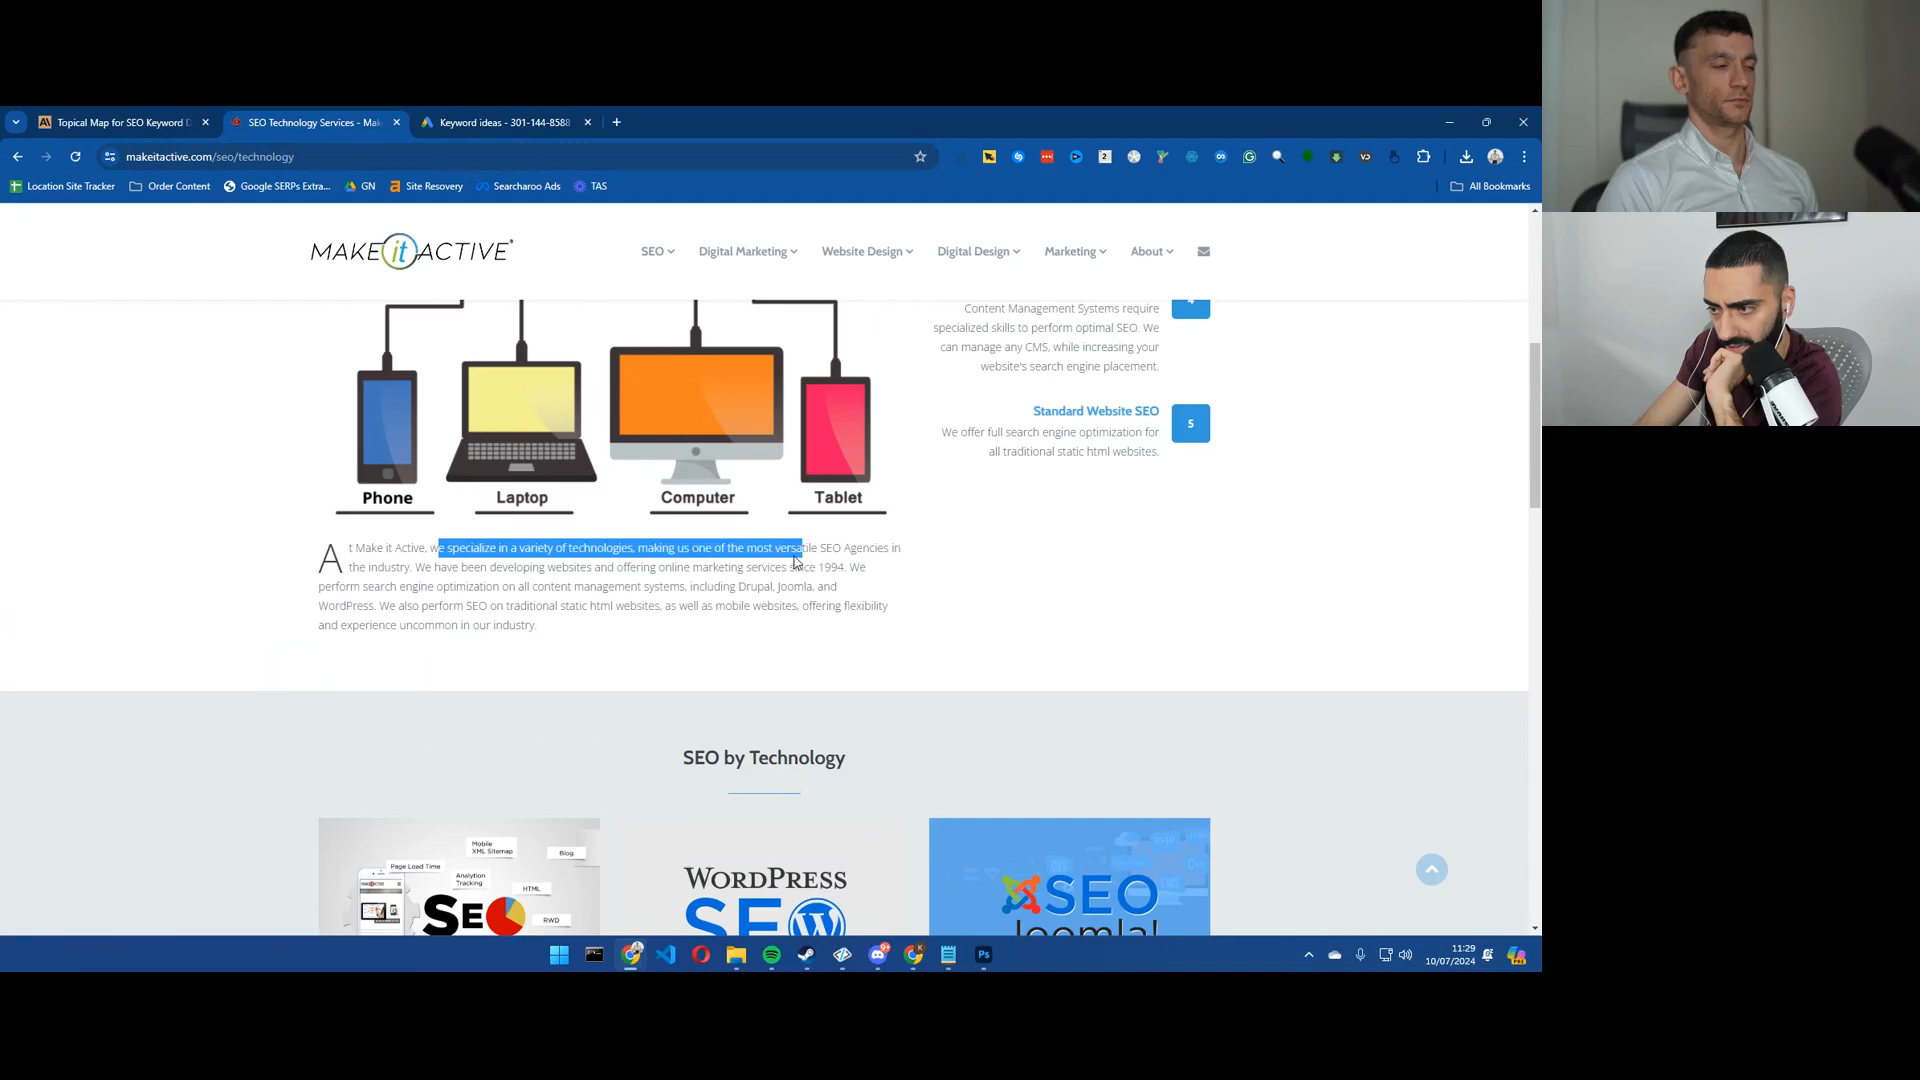 Topical Map for SEO Keyword D
SEO Technology Services - Mak
Keyword ideas - 301-144-8588
makeitactive.com/seo/technology
Location Site Tracker
Order Content
Google SERPs Extra...
GN
Site Recovery
Searcharoo Ads
TAS
All Bookmarks
MAKE it ACTIVE
SEO
Digital Marketing
Website Design
Digital Design
Marketing
About
4
Content Management Systems require
specialized skills to perform optimal SEO. We
can manage any CMS, while increasing your
website's search engine placement.
Standard Website SEO
5
We offer full search engine optimization for
all traditional static html websites.
Phone
Laptop
Computer
Tablet
At Make it Active, we specialize in a variety of technologies, making us one of the most versatile SEO Agencies in
the industry. We have been developing websites and offering online marketing services since 1994. We
perform search engine optimization on all content management systems, including Drupal, Joomla, and
WordPress. We also perform SEO on traditional static html websites, as well as mobile websites, offering flexibility
and experience uncommon in our industry.
SEO by Technology
Mobile
XML Sitemap
Blog
Page Load Time
Analytion
Tracking
HTML
SEO
RWD
WORDPRESS
SEO
SEO
Joomla!
PHP
11:29
10/07/2024